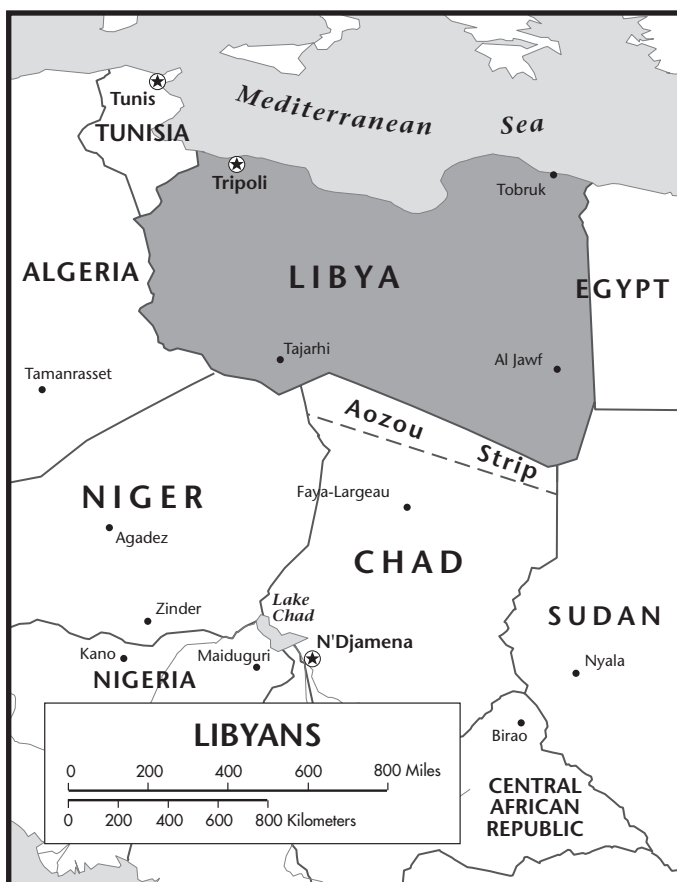 Mediterranean Sea
Tunis
TUNISIA
Tripoli
Tobruk
ALGERIA
LIBYA
EGYPT
Tajarhi
Al Jawf
Tamanrasset
Aozou Strip
NIGER
Faya-Largeau
Agadez
CHAD
Lake
Chad
Zinder
SUDAN
N'Djamena
Kano
Maiduguri
Nyala
NIGERIA
LIBYANS
0 200 400 600 800 Miles
0 200 400 600 800 Kilometers
Birao
CENTRAL
AFRICAN
REPUBLIC